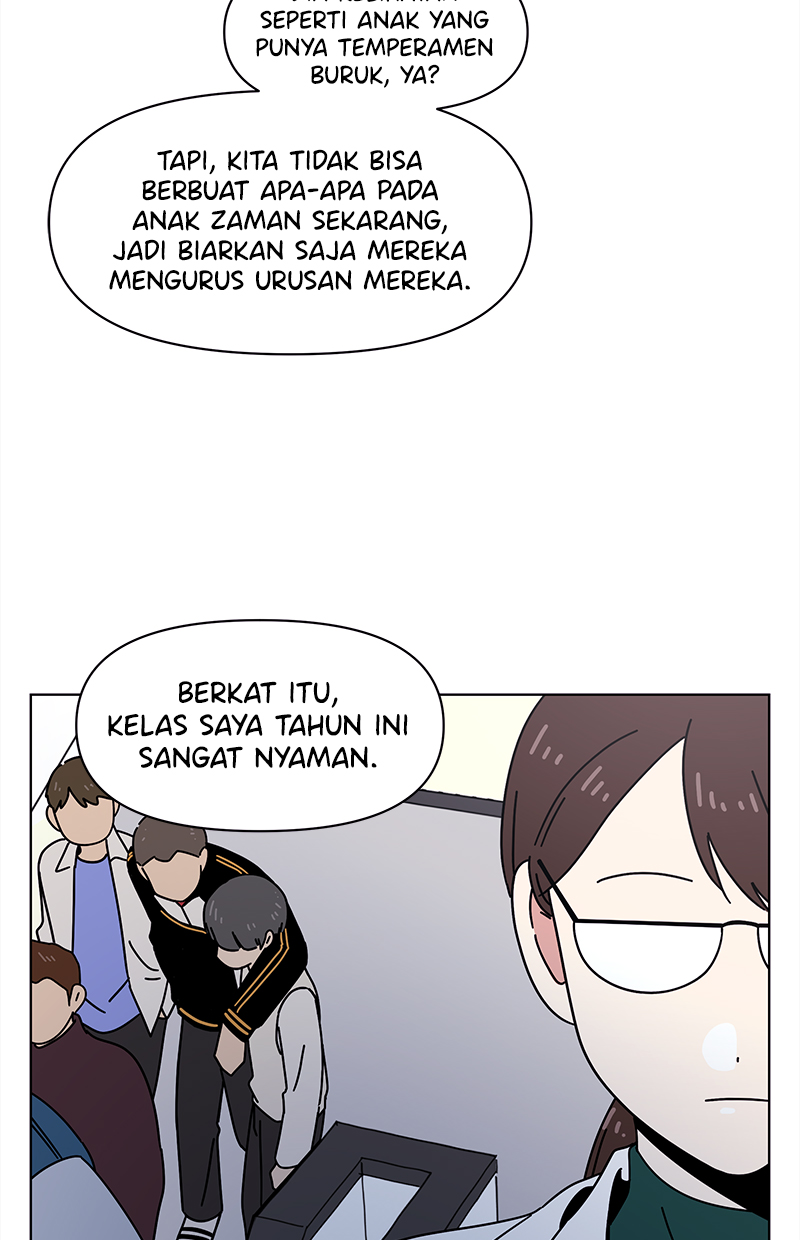 SEPERTI ANAK YANG
PUNYA TEMPERAMEN
BURUK, YA?
TAPI, KITA TIDAK BISA
BERBUAT APA-APA PADA
ANAK ZAMAN SEKARANG,
JADI BIARKAN SAJA MEREKA
MENGURUS URUSAN MEREKA.
BERKAT ITU,
KELAS SAYA TAHUN INI
SANGAT NYAMAN.